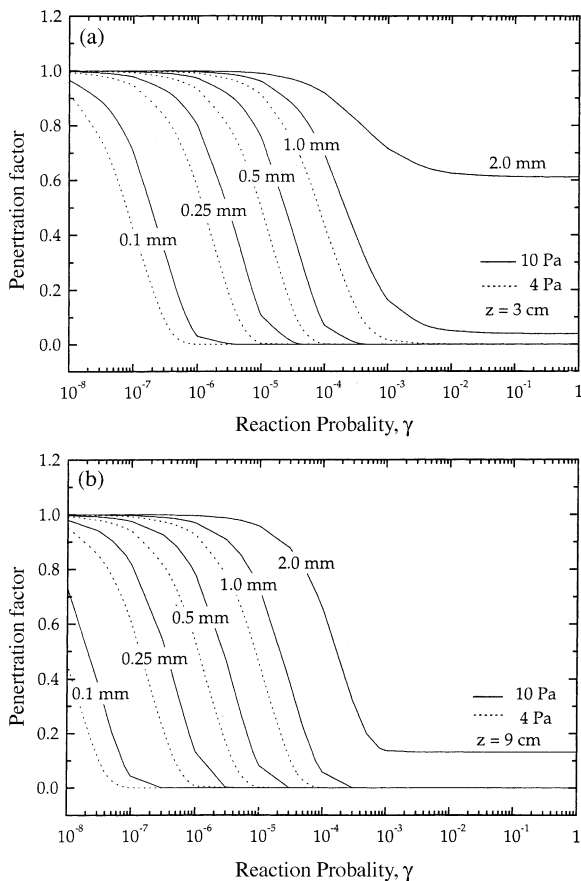 (a)
1.2
1.0
0.8
0.6
0.4
0.2
0.0
Penertration factor
2.0 mm
1.0 mm
0.5 mm
0.25 mm
0.1 mm
10 Pa
4 Pa
z = 3 cm
10⁻⁸ 10⁻⁷ 10⁻⁶ 10⁻⁵ 10⁻⁴ 10⁻³ 10⁻² 10⁻¹ 1
Reaction Probality, γ
(b)
1.2
1.0
0.8
0.6
0.4
0.2
0.0
Penertration factor
2.0 mm
1.0 mm
0.5 mm
0.25 mm
0.1 mm
10 Pa
4 Pa
z = 9 cm
10⁻⁸ 10⁻⁷ 10⁻⁶ 10⁻⁵ 10⁻⁴ 10⁻³ 10⁻² 10⁻¹ 1
Reaction Probality, γ